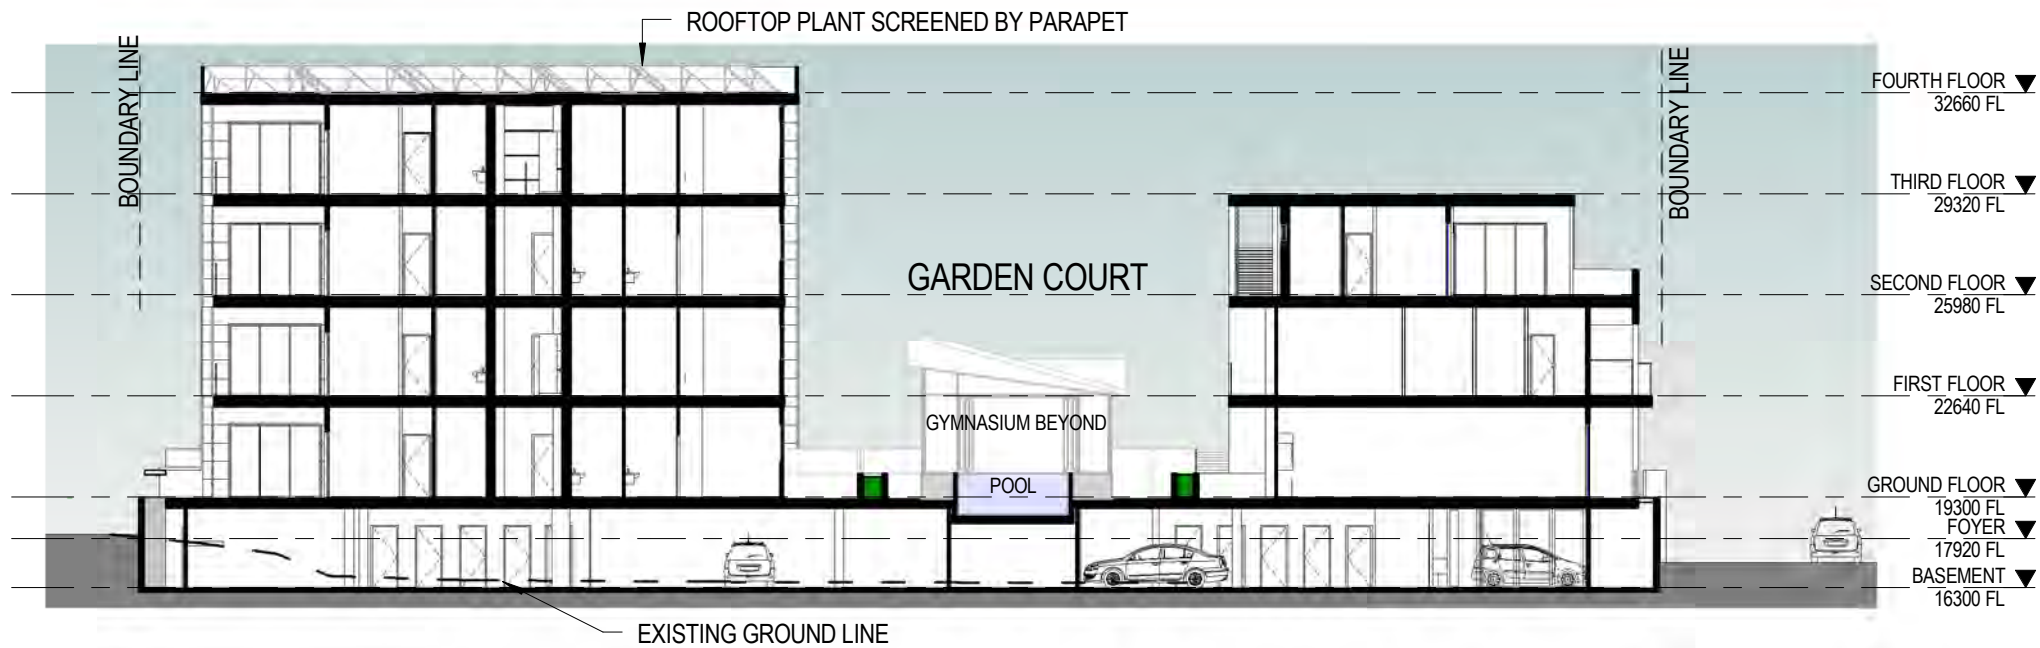 ROOFTOP PLANT SCREENED BY PARAPET
BOUNDARY LINE
BOUNDARY LINE
FOURTH FLOOR
32660 FL
THIRD FLOOR
29320 FL
GARDEN COURT
SECOND FLOOR
25980 FL
FIRST FLOOR
22640 FL
GYMNASIUM BEYOND
POOL
GROUND FLOOR
19300 FL
FOYER
17920 FL
BASEMENT
16300 FL
EXISTING GROUND LINE